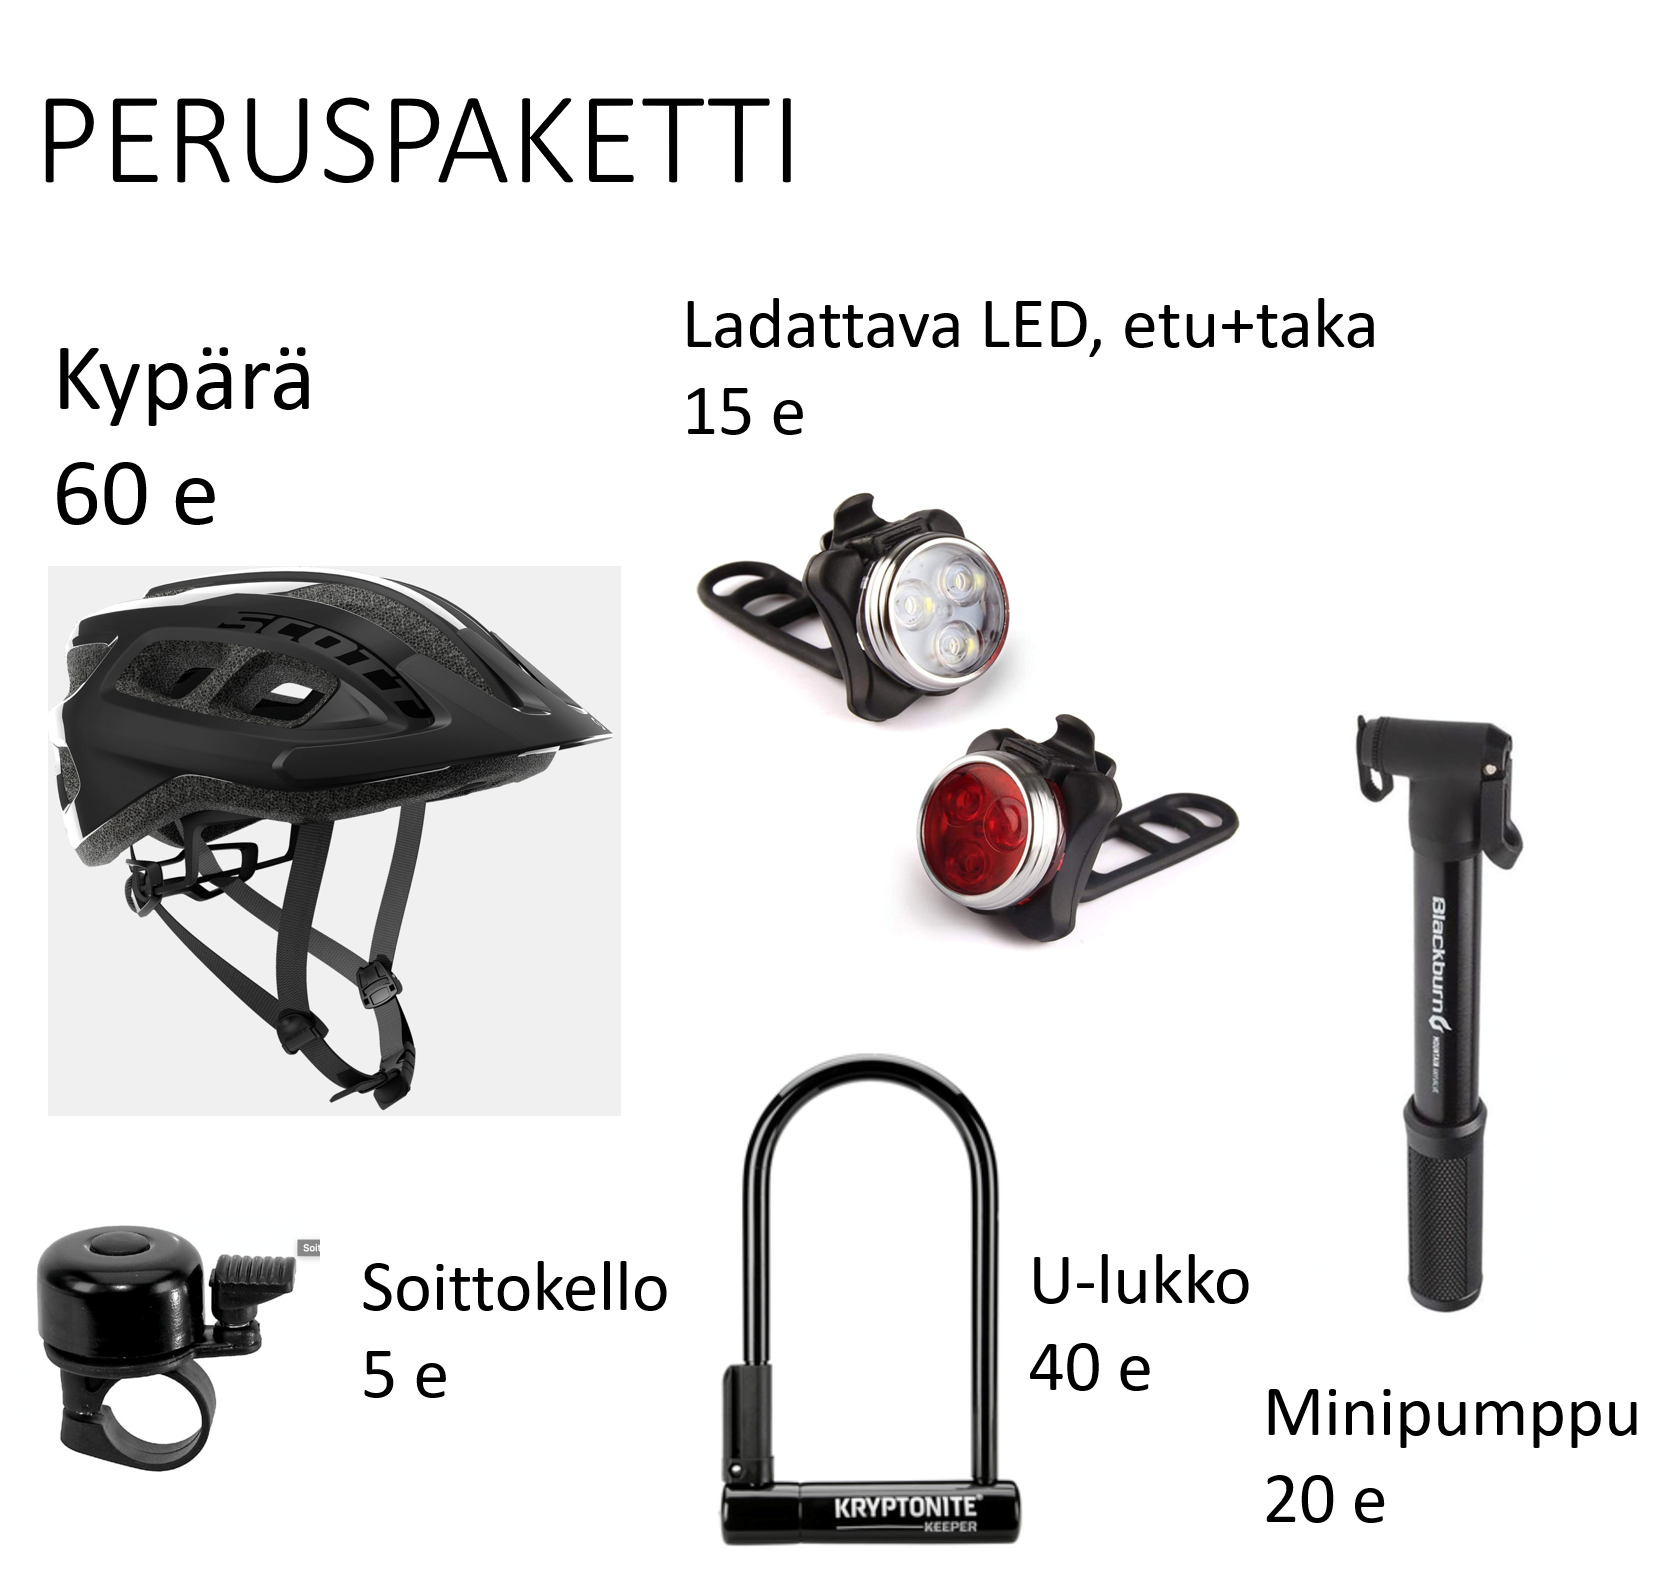 PERUSPAKETTI
Ladattava LED, etu+taka
15 e
Kypärä
60 e
SCOTT
Blackburn
MOUNTAIN
Soit
Soittokello
5 e
U-lukko
40 e
KRYPTONITE
KEEPER
Minipumppu
20 e